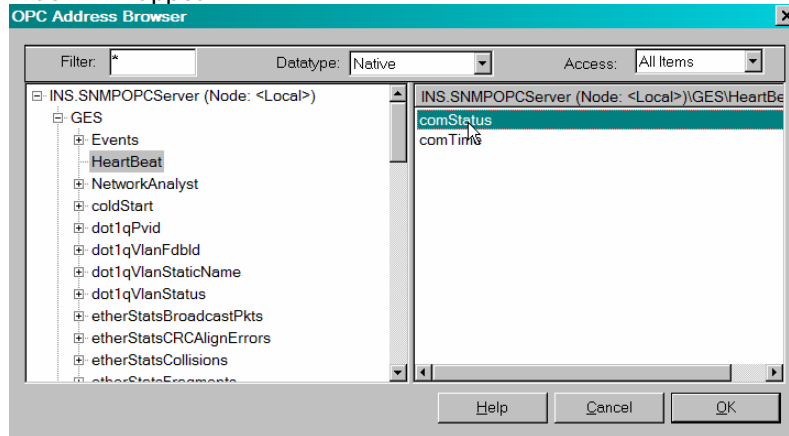 OPC Address Browser
Filter: * Datatype: Native Access: All Items
INS.SNMPOPCServer (Node: <Local>)
GES
Events
HeartBeat
NetworkAnalyst
coldStart
dot1qPvid
dot1qVlanFdbId
dot1qVlanStaticName
dot1qVlanStatus
etherStatsBroadcastPkts
etherStatsCRCAlignErrors
etherStatsCollisions
etherStatsFragments
INS.SNMPOPCServer (Node: <Local>)\GES\HeartBe
comStatus
comTime
Help Cancel OK